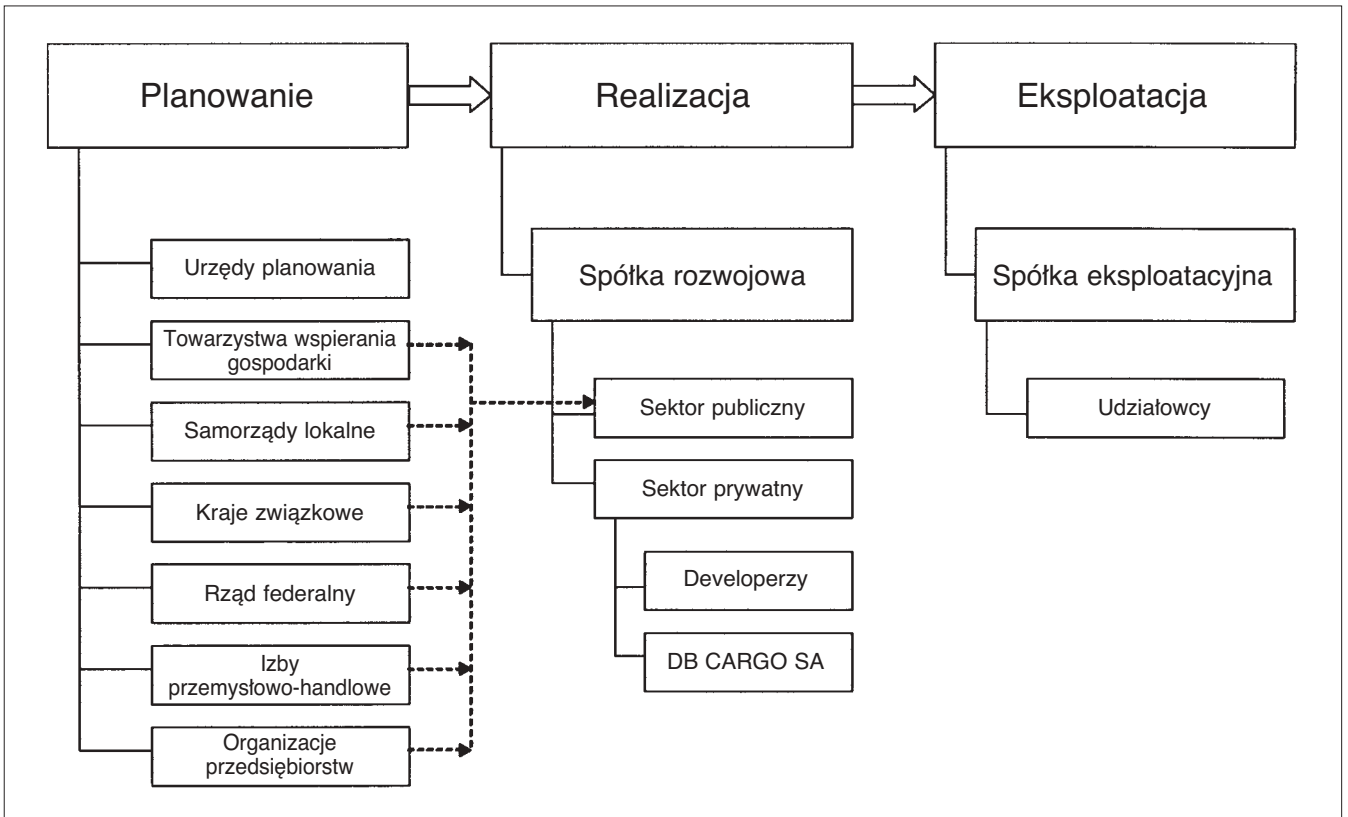 Planowanie
Realizacja
Eksploatacja
Urzędy planowania
Towarzystwa wspierania
gospodarki
Samorządy lokalne
Kraje związkowe
Rząd federalny
Izby
przemysłowo-handlowe
Organizacje
przedsiębiorstw
Spółka rozwojowa
Sektor publiczny
Sektor prywatny
Developerzy
DB CARGO SA
Spółka eksploatacyjna
Udziałowcy